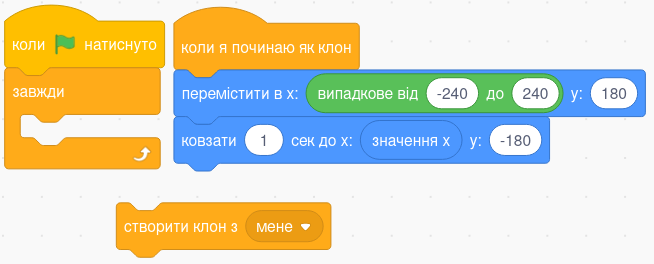 коли натиснуто
завжди
коли я починаю як клон
перемістити в x: випадкове від -240 до 240 y: 180
ковзати 1 сек до x: значення x y: -180
створити клон з мене